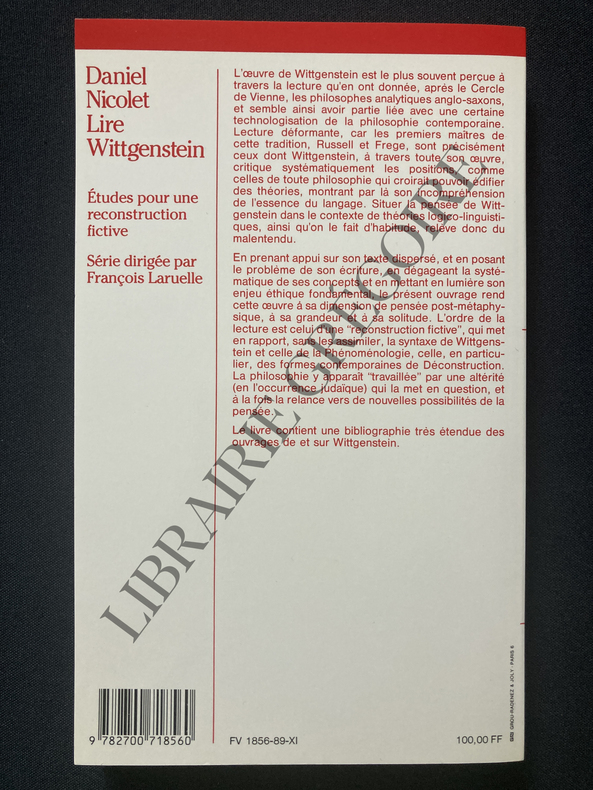 Daniel
Nicolet
Lire
Wittgenstein
Études pour une
reconstruction
fictive
Série dirigée par
François Laruelle
L'œuvre de Wittgenstein est le plus souvent perçue à
travers la lecture qu'en ont donnée, aprés le Cercle
de Vienne, les philosophes analytiques anglo-saxons,
et semble ainsi avoir partie liée avec une certaine
technologisation de la philosophie contemporaine.
Lecture déformante, car les premiers maîtres de
cette tradition, Russell et Frege, sont précisément
ceux dont Wittgenstein, à travers toute son œuvre,
critique systématiquement les positions, comme
celles de toute philosophie qui croirait pouvoir édifier
des théories, montrant par là son incompréhension
de l'essence du langage. Situer la pensée de Witt-
genstein dans le contexte de théories logico-linguisti-
ques, ainsi qu'on le fait d'habitude, relève donc du
malentendu.
En prenant appui sur son texte dispersé, et en posant
le problème de son écriture, en dégageant la systé-
matique de ses concepts et en mettant en lumière son
enjeu éthique fondamental, le présent ouvrage rend
cette œuvre à sa dimension de pensée post-métaphy-
sique, à sa grandeur et à sa solitude. L'ordre de la
lecture est celui d'une "reconstruction fictive", qui met
en rapport, sans les assimiler, la syntaxe de Wittgens-
tein et celle de la Phénoménologie, celle, en particu-
lier, des formes contemporaines de Déconstruction.
La philosophie y apparaît "travaillée" par une altérité
(en l'occurrence judaïque) qui la met en question, et
à la fois la relance vers de nouvelles possibilités de la
pensée.
Le livre contient une bibliographie trés étendue des
ouvrages de et sur Wittgenstein.
LIBRAIRIE GRÉGOIRE
9 782700 718560
FV 1856-89-XI
100,00 FF
GROU-RADENEZ & JOLY · PARIS 6